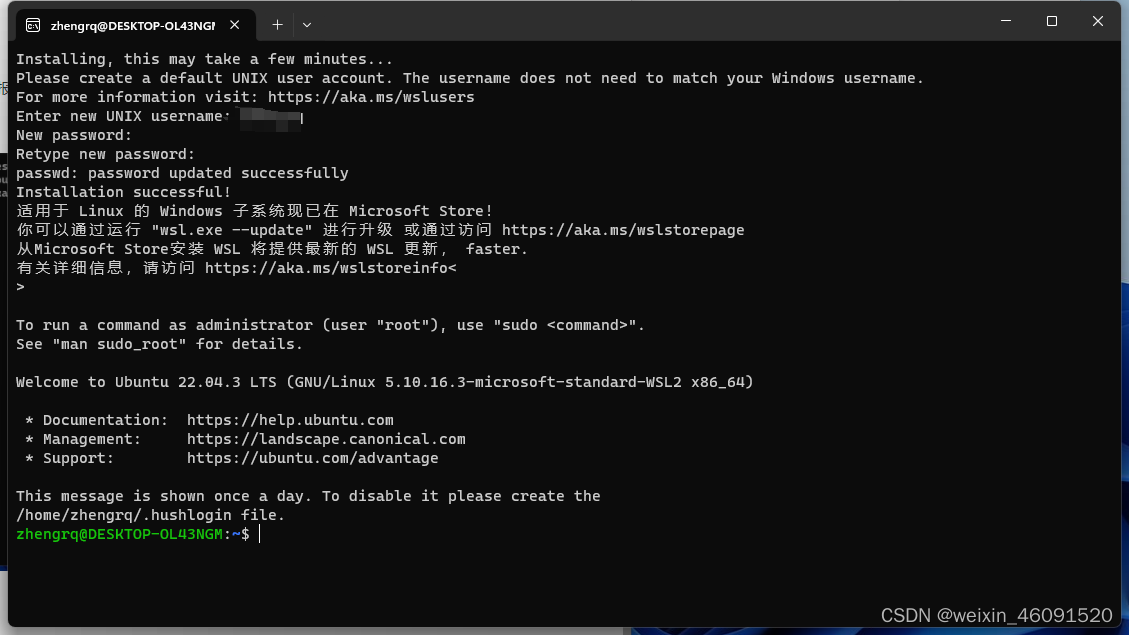 zhengrq@DESKTOP-OL43NGM
Installing, this may take a few minutes...
Please create a default UNIX user account. The username does not need to match your Windows username.
For more information visit: https://aka.ms/wslusers
Enter new UNIX username:
New password:
Retype new password:
passwd: password updated successfully
Installation successful!
适用于 Linux 的 Windows 子系统现已在 Microsoft Store!
你可以通过运行 "wsl.exe --update" 进行升级 或通过访问 https://aka.ms/wslstorepage
从Microsoft Store安装 WSL 将提供最新的 WSL 更新， faster.
有关详细信息，请访问 https://aka.ms/wslstoreinfo<
>
To run a command as administrator (user "root"), use "sudo <command>".
See "man sudo_root" for details.
Welcome to Ubuntu 22.04.3 LTS (GNU/Linux 5.10.16.3-microsoft-standard-WSL2 x86_64)
* Documentation: https://help.ubuntu.com
* Management: https://landscape.canonical.com
* Support: https://ubuntu.com/advantage
This message is shown once a day. To disable it please create the
/home/zhengrq/.hushlogin file.
zhengrq@DESKTOP-OL43NGM:~$
CSDN @weixin_46091520